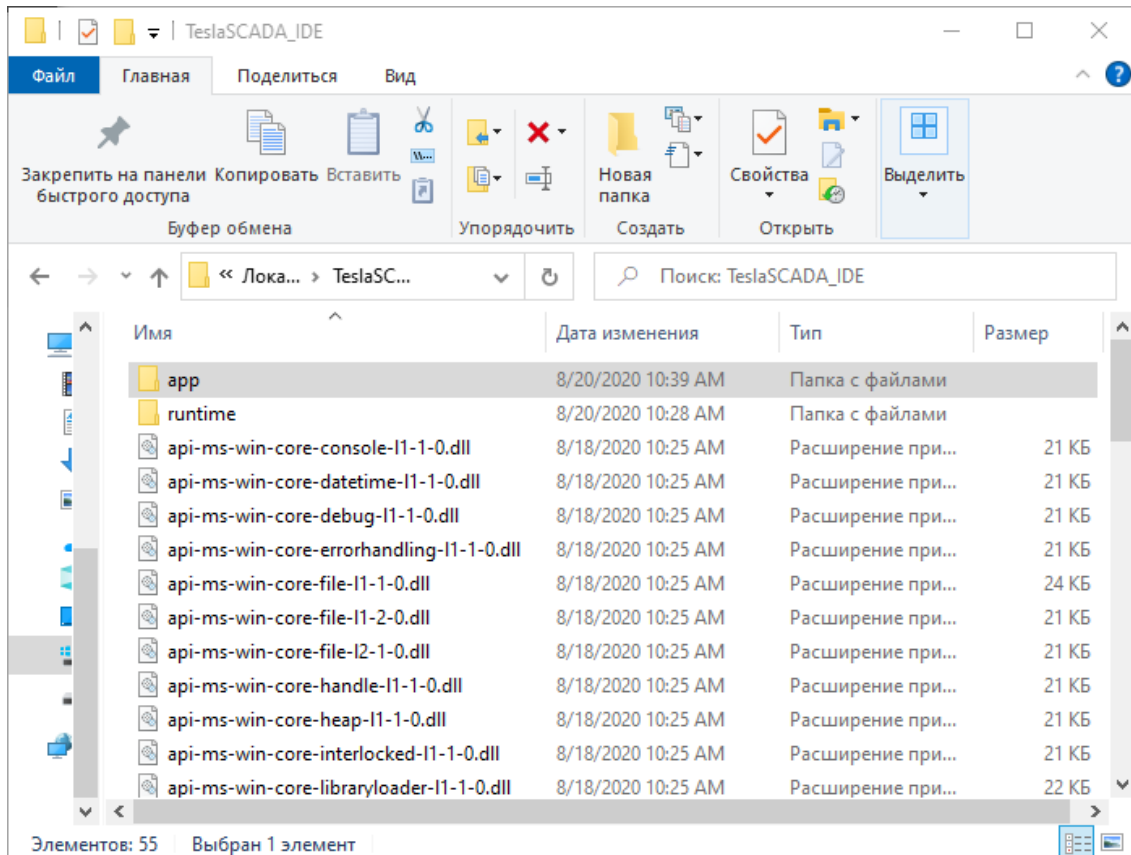 TeslaSCADA_IDE
Файл Главная Поделиться Вид
Закрепить на панели быстрого доступа
Копировать
Вставить
Буфер обмена
Упорядочить
Новая папка
Создать
Свойства
Открыть
Выделить
« Лока... › TeslaSC...
Поиск: TeslaSCADA_IDE
Имя Дата изменения Тип Размер
app 8/20/2020 10:39 AM Папка с файлами
runtime 8/20/2020 10:28 AM Папка с файлами
api-ms-win-core-console-l1-1-0.dll 8/18/2020 10:25 AM Расширение при... 21 КБ
api-ms-win-core-datetime-l1-1-0.dll 8/18/2020 10:25 AM Расширение при... 21 КБ
api-ms-win-core-debug-l1-1-0.dll 8/18/2020 10:25 AM Расширение при... 21 КБ
api-ms-win-core-errorhandling-l1-1-0.dll 8/18/2020 10:25 AM Расширение при... 21 КБ
api-ms-win-core-file-l1-1-0.dll 8/18/2020 10:25 AM Расширение при... 24 КБ
api-ms-win-core-file-l1-2-0.dll 8/18/2020 10:25 AM Расширение при... 21 КБ
api-ms-win-core-file-l2-1-0.dll 8/18/2020 10:25 AM Расширение при... 21 КБ
api-ms-win-core-handle-l1-1-0.dll 8/18/2020 10:25 AM Расширение при... 21 КБ
api-ms-win-core-heap-l1-1-0.dll 8/18/2020 10:25 AM Расширение при... 21 КБ
api-ms-win-core-interlocked-l1-1-0.dll 8/18/2020 10:25 AM Расширение при... 21 КБ
api-ms-win-core-libraryloader-l1-1-0.dll 8/18/2020 10:25 AM Расширение при... 22 КБ
Элементов: 55 Выбран 1 элемент